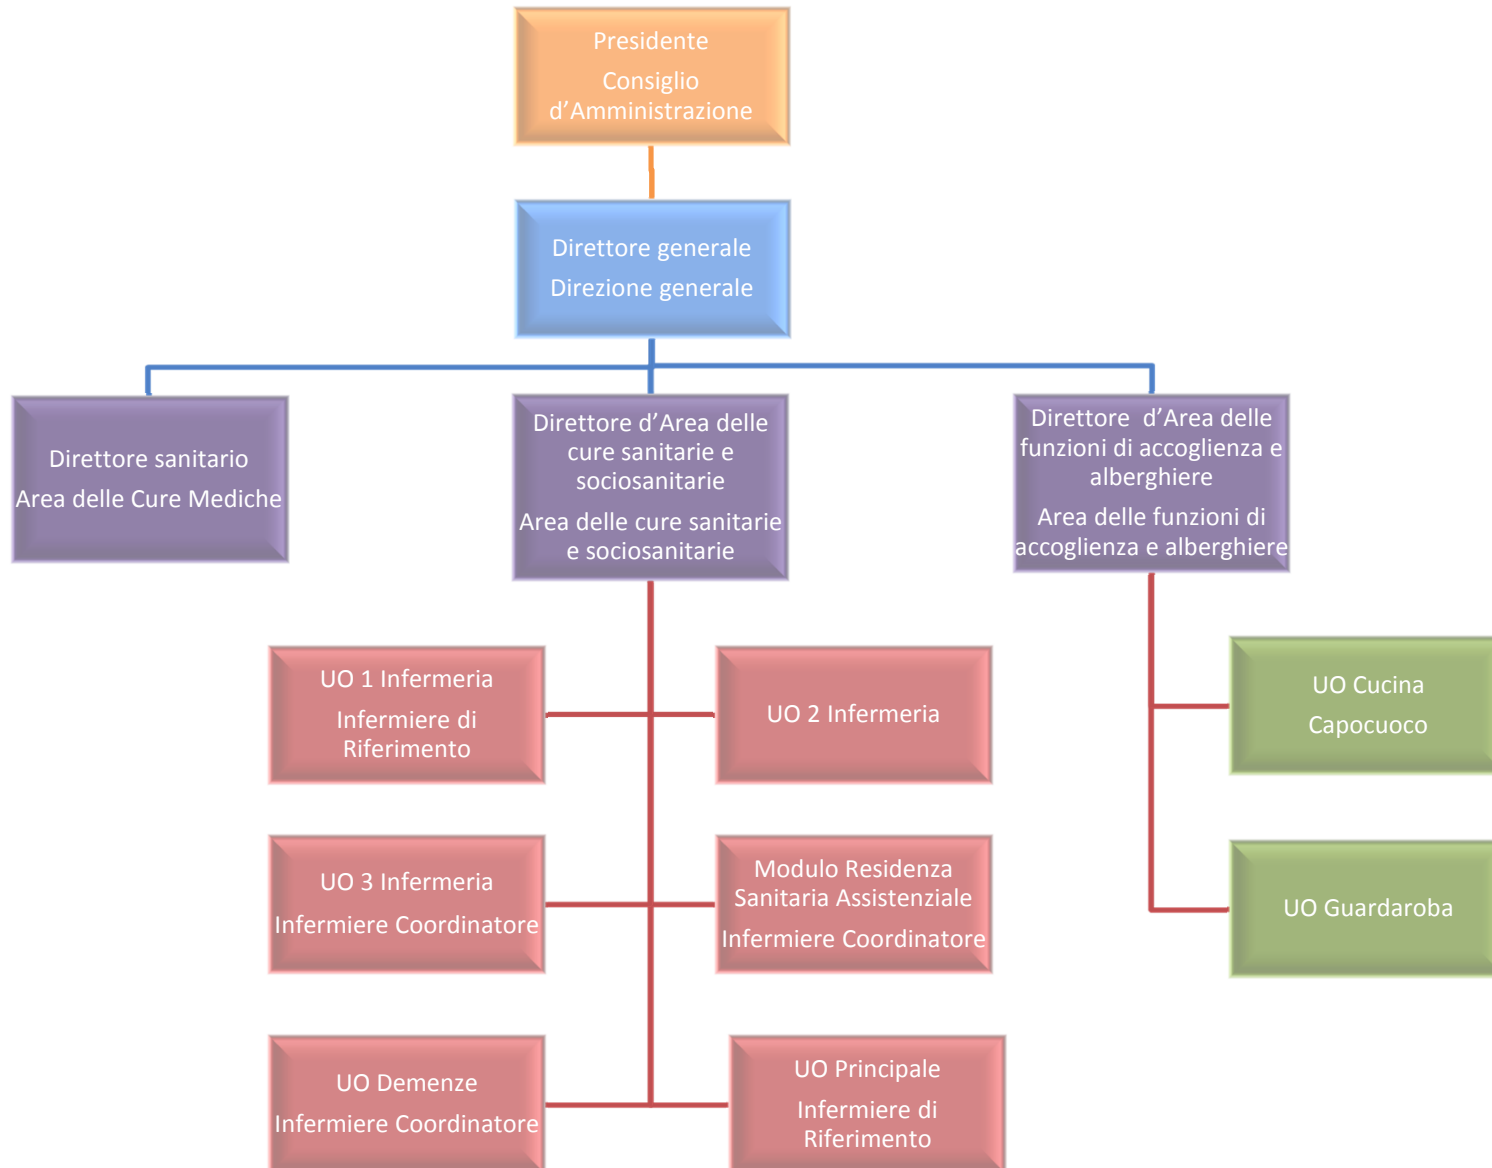 Presidente
Consiglio
d’Amministrazione
Direttore generale
Direzione generale
Direttore sanitario
Area delle Cure Mediche
Direttore d’Area delle
cure sanitarie e
sociosanitarie
Area delle cure sanitarie
e sociosanitarie
Direttore  d’Area delle
funzioni di accoglienza e
alberghiere
Area delle funzioni di
accoglienza e alberghiere
UO 1 Infermeria
Infermiere di
Riferimento
UO 2 Infermeria
UO Cucina
Capocuoco
UO 3 Infermeria
Infermiere Coordinatore
Modulo Residenza
Sanitaria Assistenziale
Infermiere Coordinatore
UO Guardaroba
UO Demenze
Infermiere Coordinatore
UO Principale
Infermiere di
Riferimento